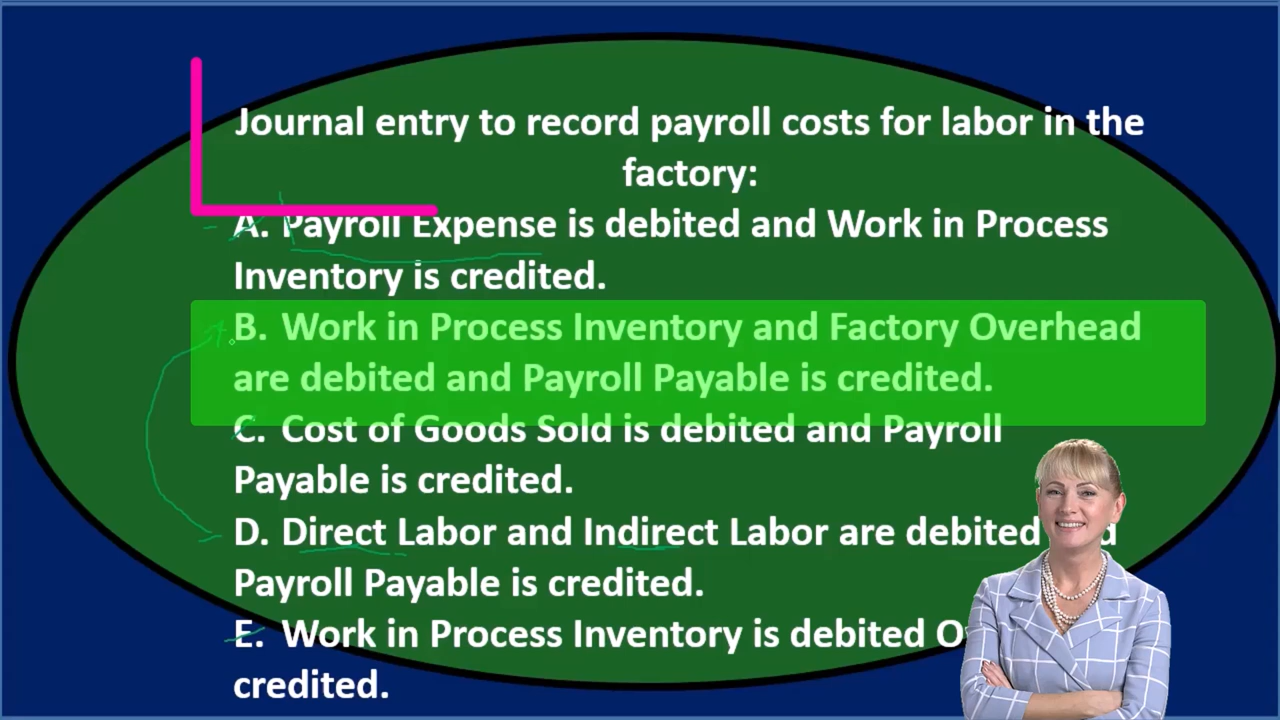 Journal entry to record payroll costs for labor in the
factory:
A. Payroll Expense is debited and Work in Process
Inventory is credited.
B. Work in Process Inventory and Factory Overhead
are debited and Payroll Payable is credited.
C. Cost of Goods Sold is debited and Payroll
Payable is credited.
D. Direct Labor and Indirect Labor are debited
Payroll Payable is credited.
E. Work in Process Inventory is debited
credited.